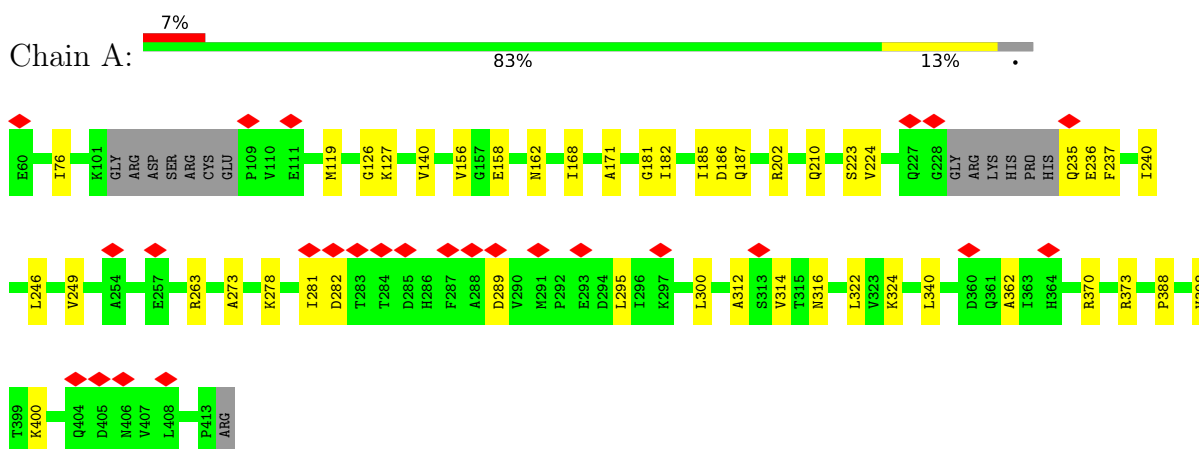 7%
Chain A:
83% 13% •
E60 I76 K101 GLY ARG ASP SER ARG CYS GLU P109 V110 E111 M119 G126 K127 V140 V156 G157 E158 N162 I168 A171 G181 I182 I185 D186 Q187 R202 Q210 S223 V224 Q227 G228 GLY ARG LYS HIS PRO HIS Q235 E236 F237 I240
L246 V249 A254 E257 R263 A273 K278 I281 D282 T283 T284 D285 H286 F287 A288 D289 V290 M291 P292 E293 D294 L295 I296 K297 L300 A312 S313 V314 T315 N316 L322 V323 K324 L340 D360 Q361 A362 I363 H364 R370 R373 P388
T399 K400 Q404 D405 N406 V407 L408 P413 ARG